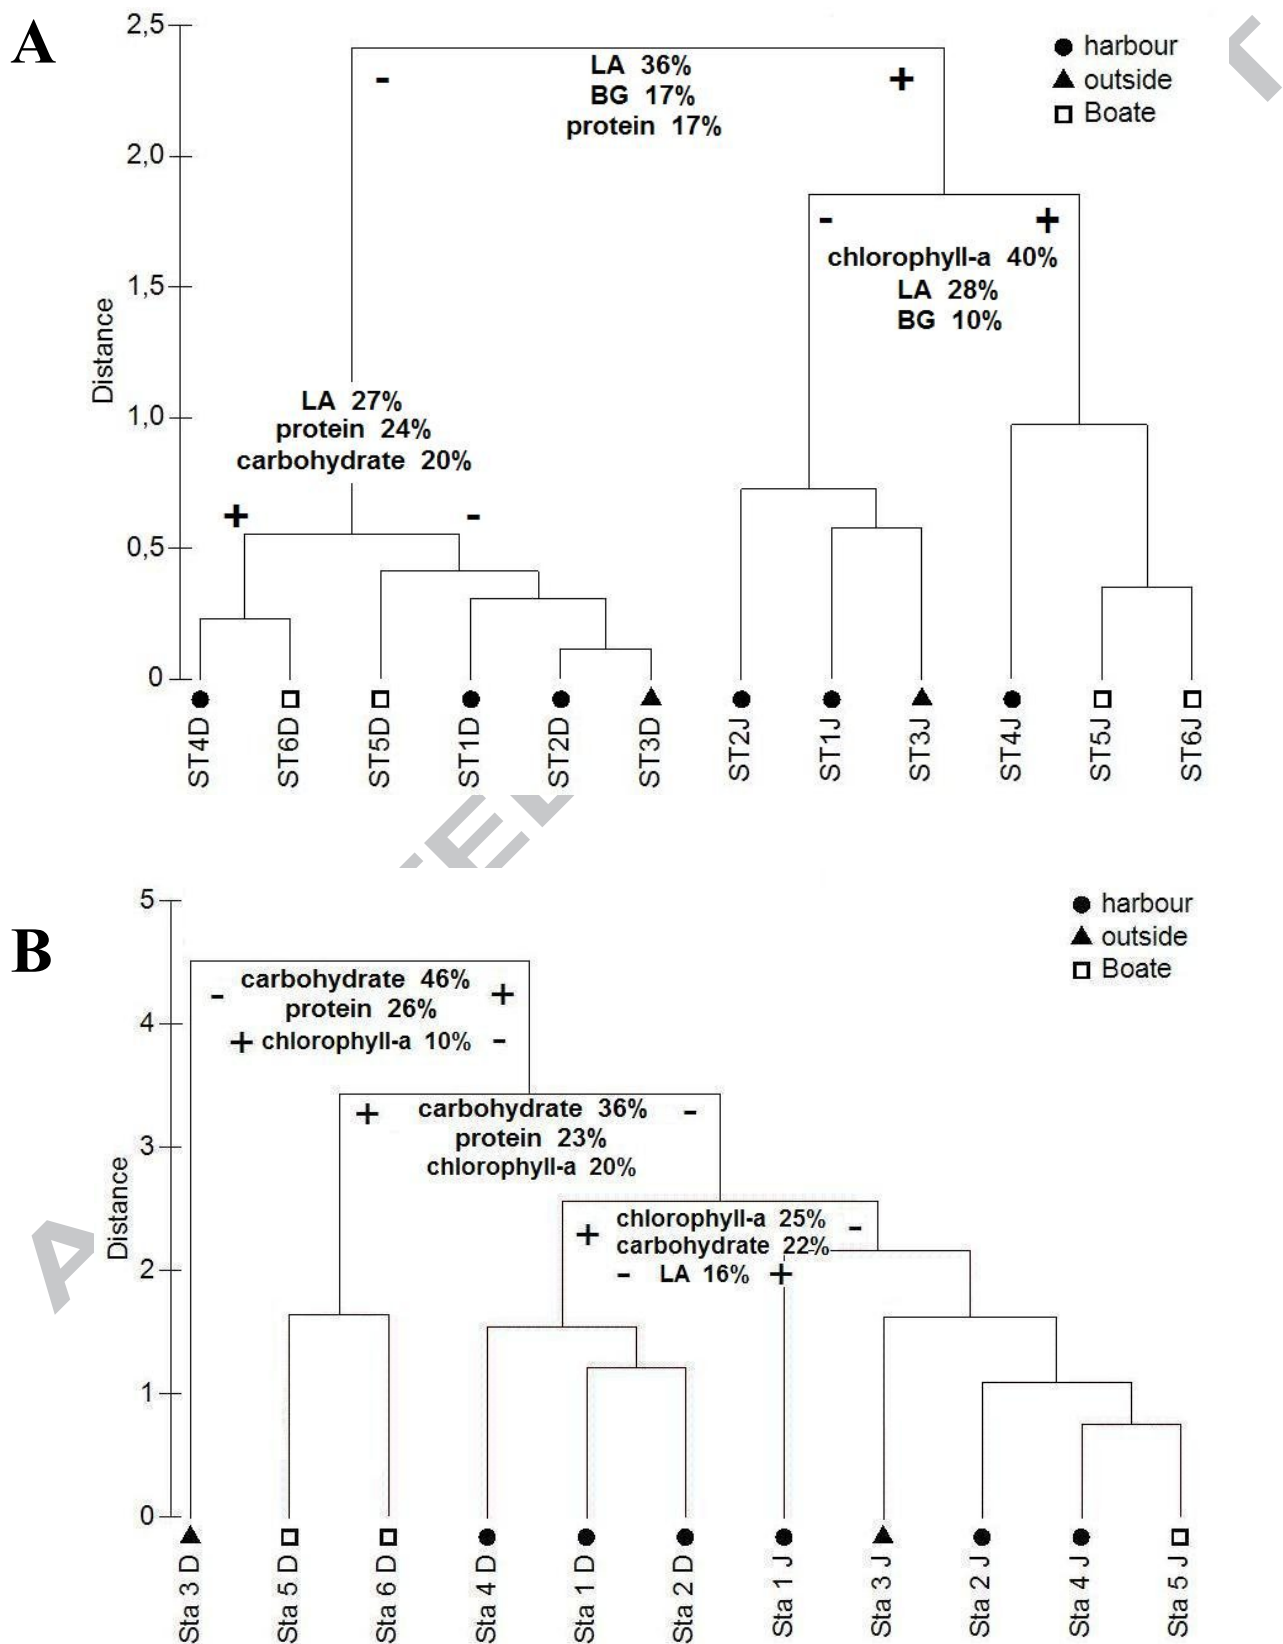 A
2,5
2,0
1,5
1,0
0,5
0
Distance
harbour
outside
Boate
- LA 36% +
BG 17%
protein 17%
- +
chlorophyll-a 40%
LA 28%
BG 10%
LA 27%
protein 24%
carbohydrate 20%
+ -
ST4D
ST6D
ST5D
ST1D
ST2D
ST3D
ST2J
ST1J
ST3J
ST4J
ST5J
ST6J
B
5
4
3
2
1
0
Distance
harbour
outside
Boate
- carbohydrate 46% +
protein 26%
+ chlorophyll-a 10% -
+ carbohydrate 36% -
protein 23%
chlorophyll-a 20%
+ chlorophyll-a 25% -
carbohydrate 22%
- LA 16% +
Sta 3 D
Sta 5 D
Sta 6 D
Sta 4 D
Sta 1 D
Sta 2 D
Sta 1 J
Sta 3 J
Sta 2 J
Sta 4 J
Sta 5 J